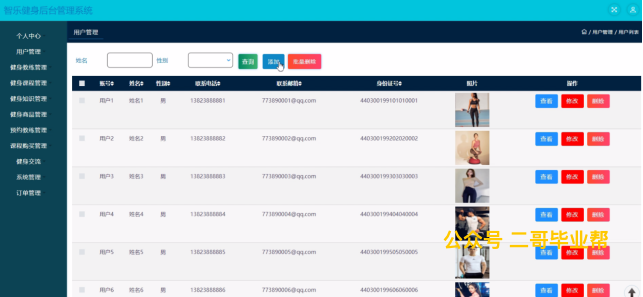 智乐健身后台管理系统
用户管理
/ 用户管理 / 用户列表
个人中心
用户管理
健身教练管理
健身课程管理
健身知识管理
健身商品管理
预约教练管理
课程购买管理
健身交流
系统管理
订单管理
姓名 性别 查询 添加 批量删除
账号 姓名 性别 联系电话 联系邮箱 身份证号 照片 操作
用户1 姓名1 男 13823888881 773890001@qq.com 440300199101010001 查看 修改 删除
用户2 姓名2 男 13823888882 773890002@qq.com 440300199202020002 查看 修改 删除
用户3 姓名3 男 13823888883 773890003@qq.com 440300199303030003 查看 修改 删除
用户4 姓名4 男 13823888884 773890004@qq.com 440300199404040004 查看 修改 删除
公众号 二哥毕业帮
用户5 姓名5 男 13823888885 773890005@qq.com 440300199505050005 查看 修改 删除
用户6 姓名6 男 13823888886 773890006@qq.com 440300199606060006 查看 修改 删除